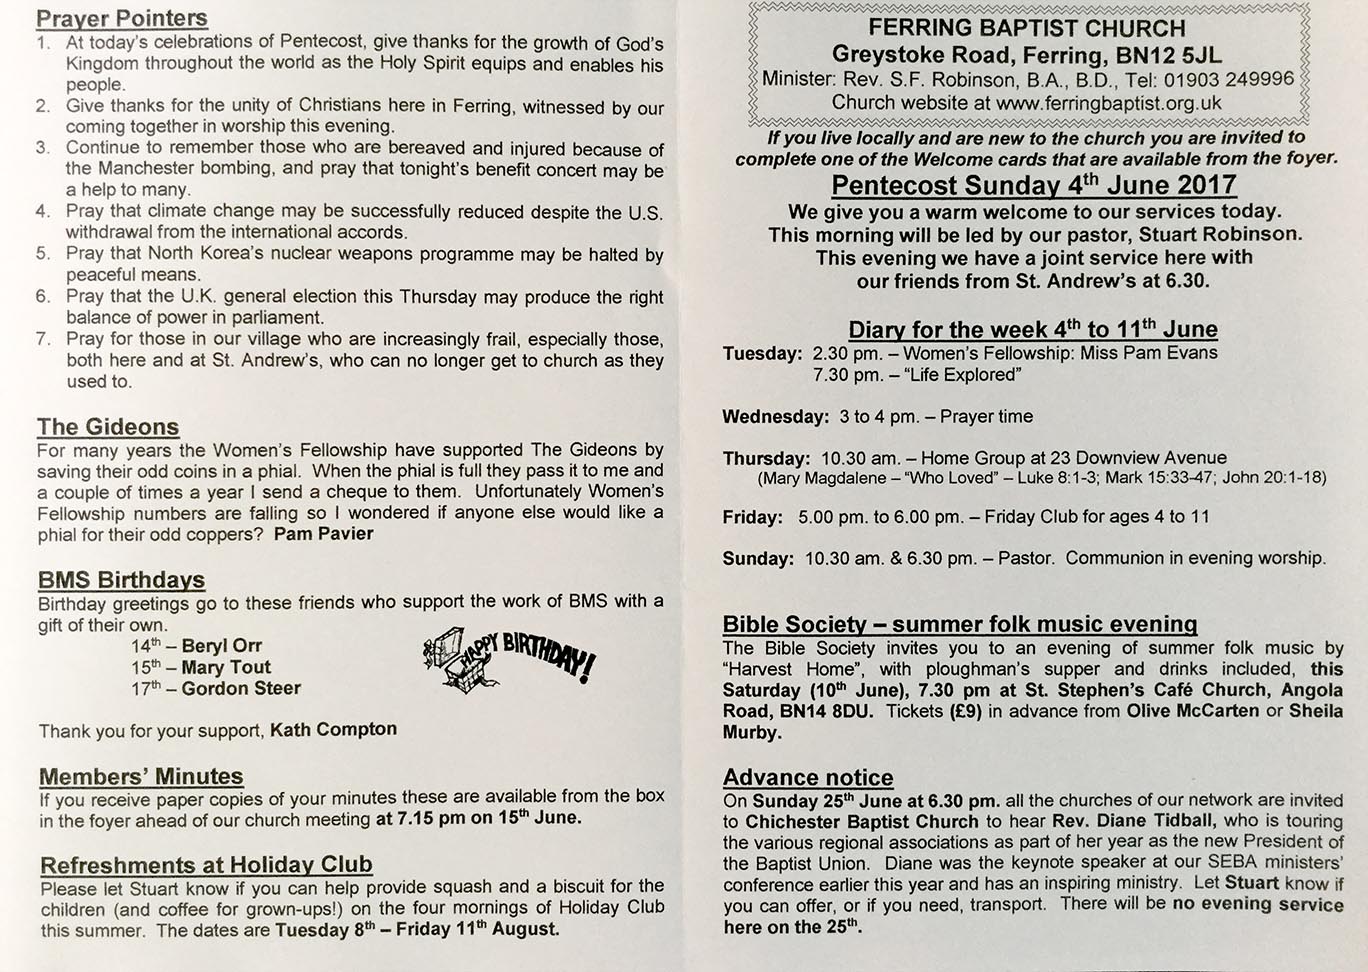 Prayer Pointers
1. At today's celebrations of Pentecost, give thanks for the growth of God's
Kingdom throughout the world as the Holy Spirit equips and enables his
people.
2. Give thanks for the unity of Christians here in Ferring, witnessed by our
coming together in worship this evening.
3. Continue to remember those who are bereaved and injured because of
the Manchester bombing, and pray that tonight's benefit concert may be
a help to many.
4. Pray that climate change may be successfully reduced despite the U.S.
withdrawal from the international accords.
5. Pray that North Korea's nuclear weapons programme may be halted by
peaceful means.
6. Pray that the U.K. general election this Thursday may produce the right
balance of power in parliament.
7. Pray for those in our village who are increasingly frail, especially those,
both here and at St. Andrew's, who can no longer get to church as they
used to.
The Gideons
For many years the Women's Fellowship have supported The Gideons by
saving their odd coins in a phial. When the phial is full they pass it to me and
a couple of times a year I send a cheque to them. Unfortunately Women's
Fellowship numbers are falling so I wondered if anyone else would like a
phial for their odd coppers? Pam Pavier
BMS Birthdays
Birthday greetings go to these friends who support the work of BMS with a
gift of their own.
14th – Beryl Orr
15th – Mary Tout
17th – Gordon Steer
HAPPY BIRTHDAY!
Thank you for your support, Kath Compton
Members' Minutes
If you receive paper copies of your minutes these are available from the box
in the foyer ahead of our church meeting at 7.15 pm on 15th June.
Refreshments at Holiday Club
Please let Stuart know if you can help provide squash and a biscuit for the
children (and coffee for grown-ups!) on the four mornings of Holiday Club
this summer. The dates are Tuesday 8th – Friday 11th August.
FERRING BAPTIST CHURCH
Greystoke Road, Ferring, BN12 5JL
Minister: Rev. S.F. Robinson, B.A., B.D., Tel: 01903 249996
Church website at www.ferringbaptist.org.uk
If you live locally and are new to the church you are invited to
complete one of the Welcome cards that are available from the foyer.
Pentecost Sunday 4th June 2017
We give you a warm welcome to our services today.
This morning will be led by our pastor, Stuart Robinson.
This evening we have a joint service here with
our friends from St. Andrew's at 6.30.
Diary for the week 4th to 11th June
Tuesday: 2.30 pm. – Women's Fellowship: Miss Pam Evans
7.30 pm. – "Life Explored"
Wednesday: 3 to 4 pm. – Prayer time
Thursday: 10.30 am. – Home Group at 23 Downview Avenue
(Mary Magdalene – "Who Loved" – Luke 8:1-3; Mark 15:33-47; John 20:1-18)
Friday: 5.00 pm. to 6.00 pm. – Friday Club for ages 4 to 11
Sunday: 10.30 am. & 6.30 pm. – Pastor. Communion in evening worship.
Bible Society – summer folk music evening
The Bible Society invites you to an evening of summer folk music by
"Harvest Home", with ploughman's supper and drinks included, this
Saturday (10th June), 7.30 pm at St. Stephen's Café Church, Angola
Road, BN14 8DU. Tickets (£9) in advance from Olive McCarten or Sheila
Murby.
Advance notice
On Sunday 25th June at 6.30 pm. all the churches of our network are invited
to Chichester Baptist Church to hear Rev. Diane Tidball, who is touring
the various regional associations as part of her year as the new President of
the Baptist Union. Diane was the keynote speaker at our SEBA ministers'
conference earlier this year and has an inspiring ministry. Let Stuart know if
you can offer, or if you need, transport. There will be no evening service
here on the 25th.